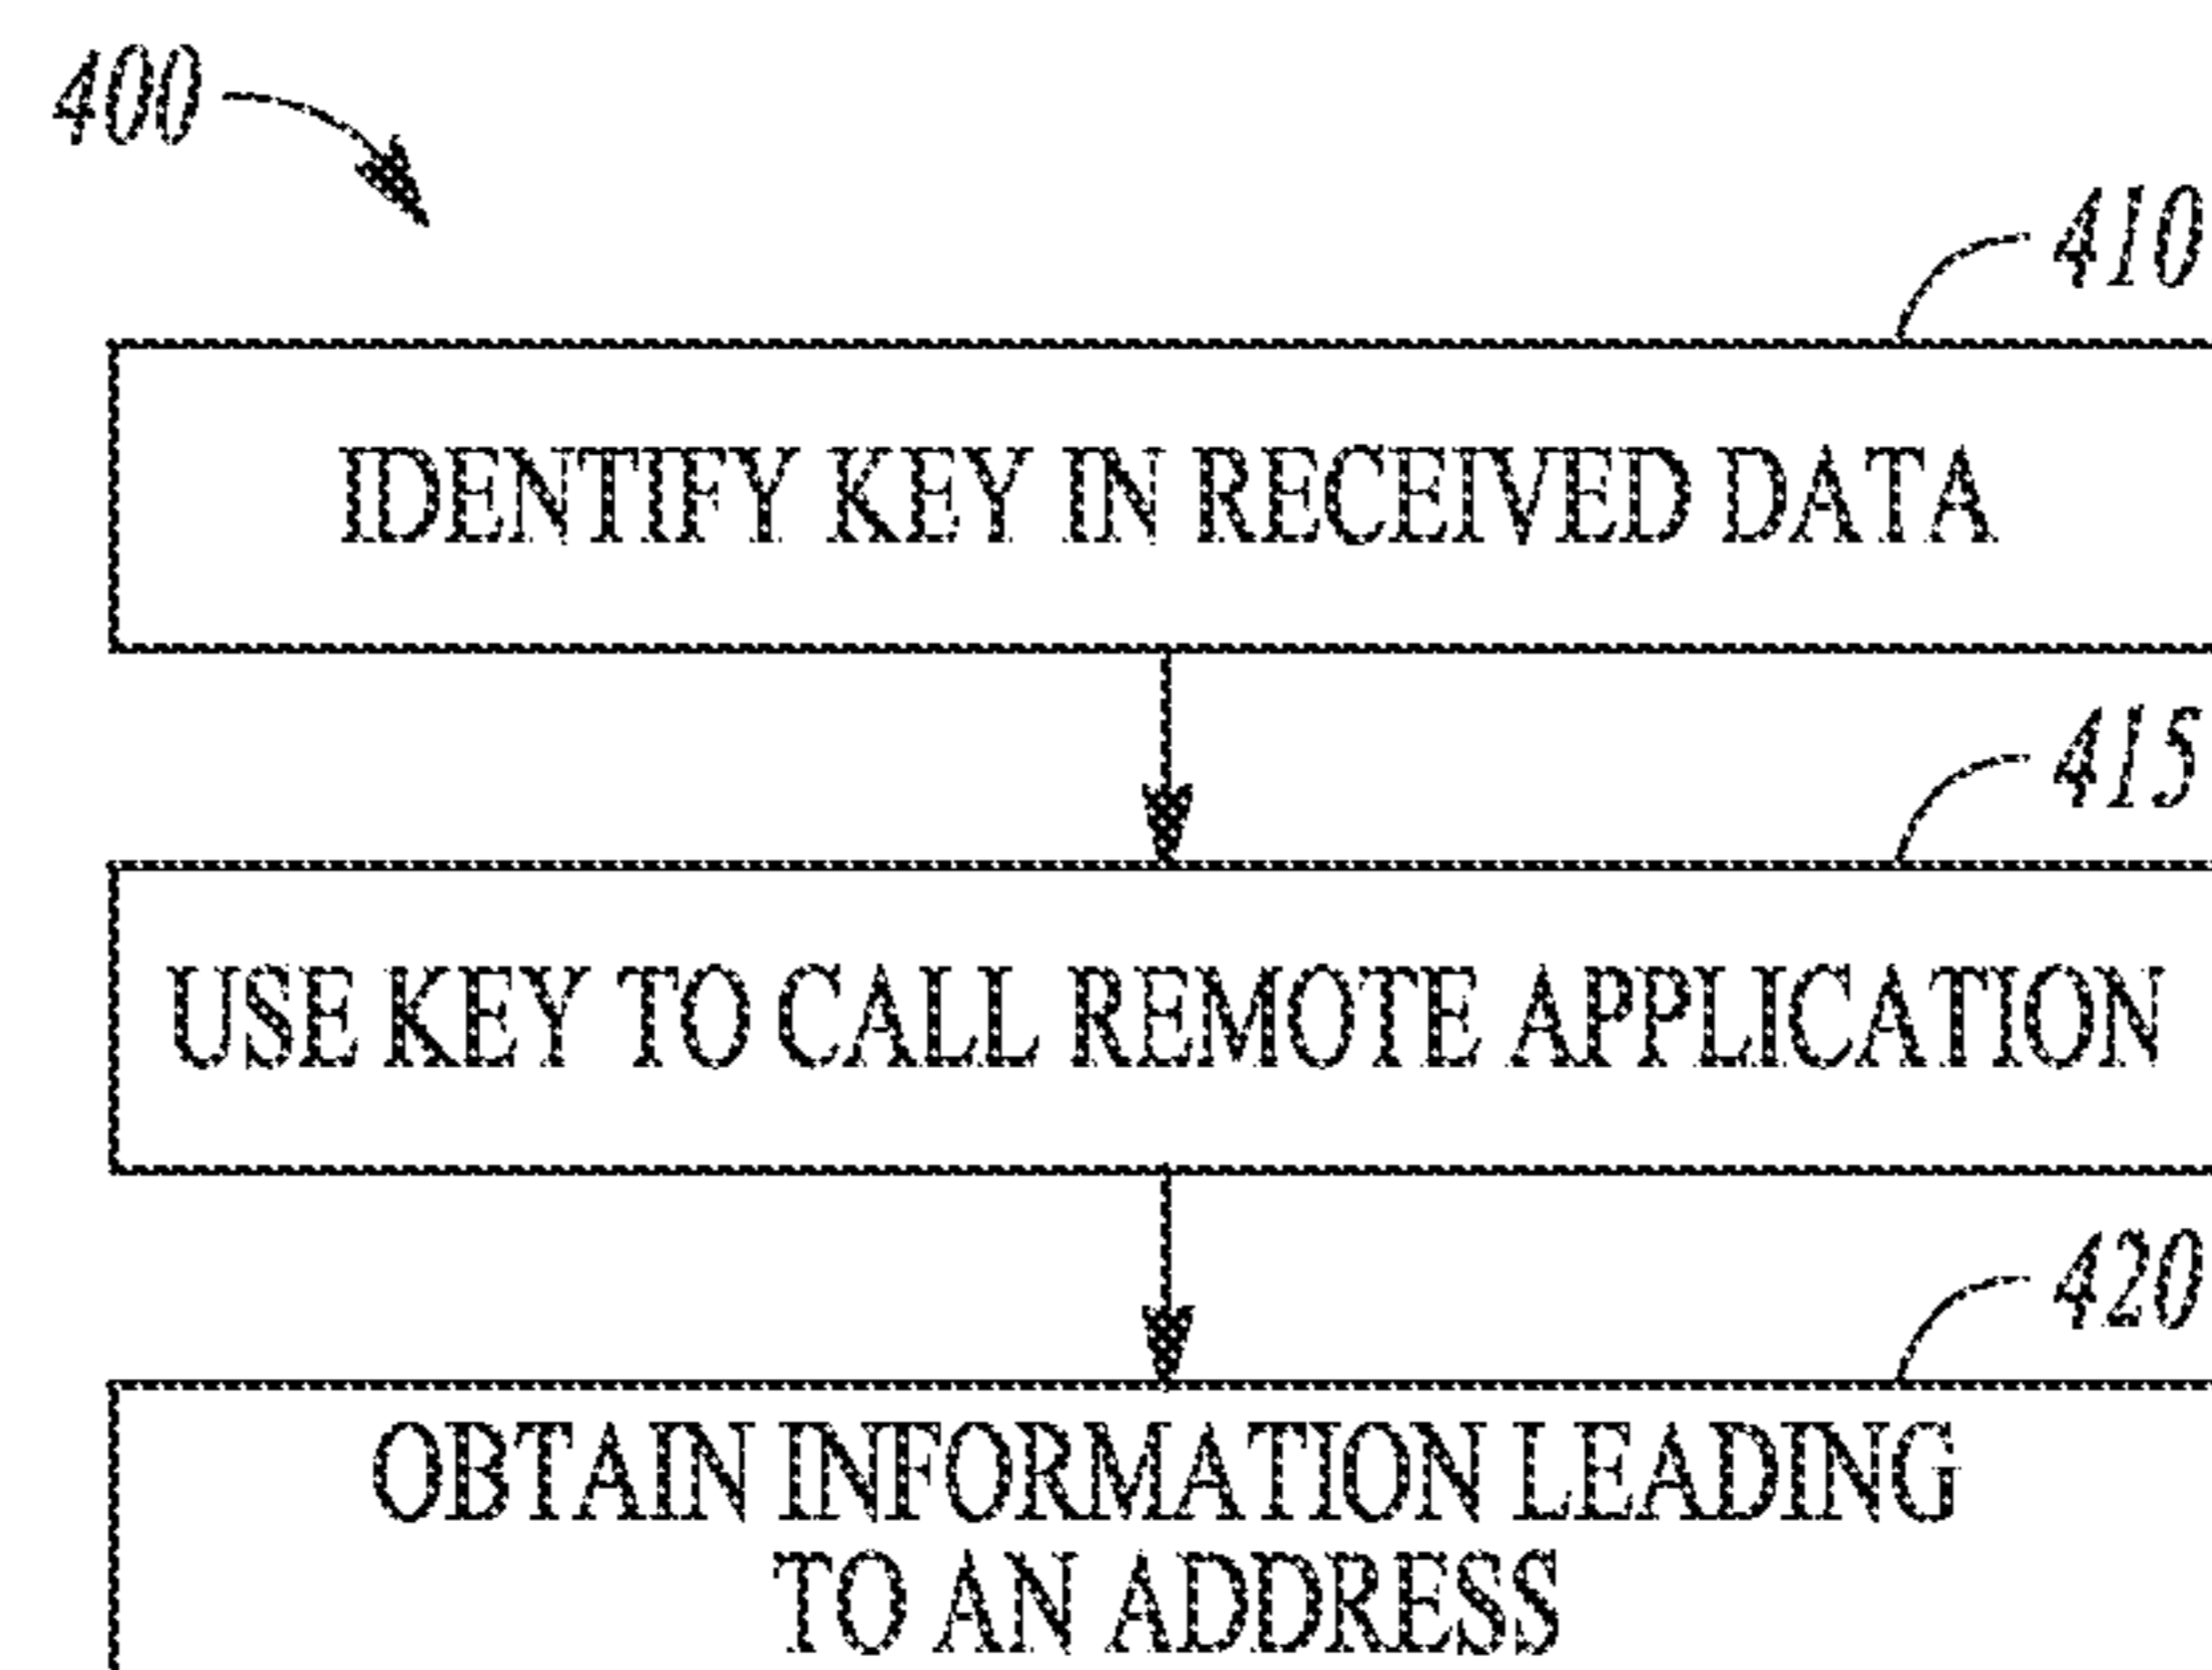 400
410
IDENTIFY KEY IN RECEIVED DATA
415
USE KEY TO CALL REMOTE APPLICATION
420
OBTAIN INFORMATION LEADING
TO AN ADDRESS